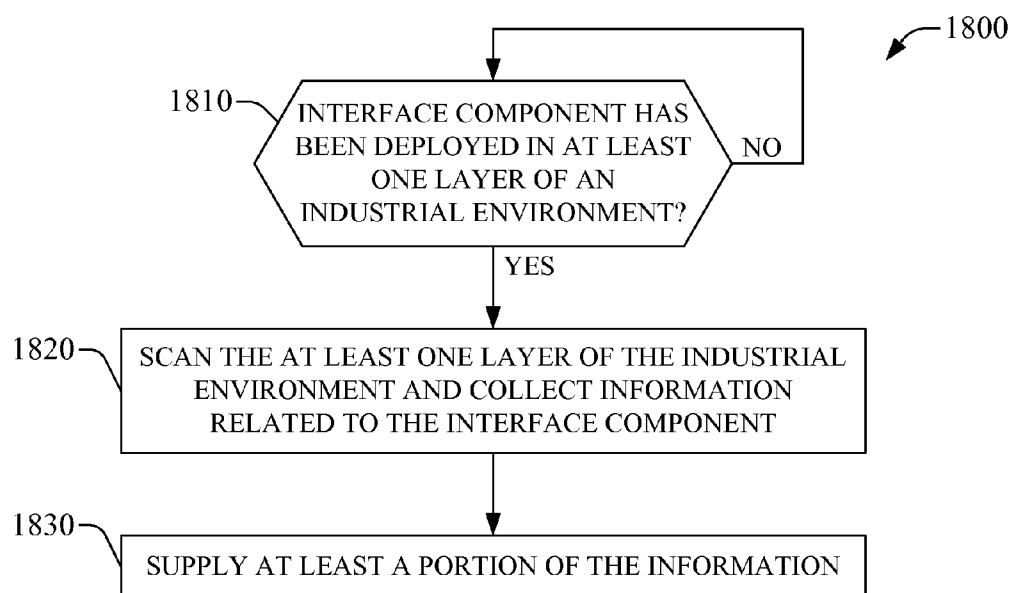 1800
1810
INTERFACE COMPONENT HAS
BEEN DEPLOYED IN AT LEAST
ONE LAYER OF AN
INDUSTRIAL ENVIRONMENT?
NO
YES
1820
SCAN THE AT LEAST ONE LAYER OF THE INDUSTRIAL
ENVIRONMENT AND COLLECT INFORMATION
RELATED TO THE INTERFACE COMPONENT
1830
SUPPLY AT LEAST A PORTION OF THE INFORMATION